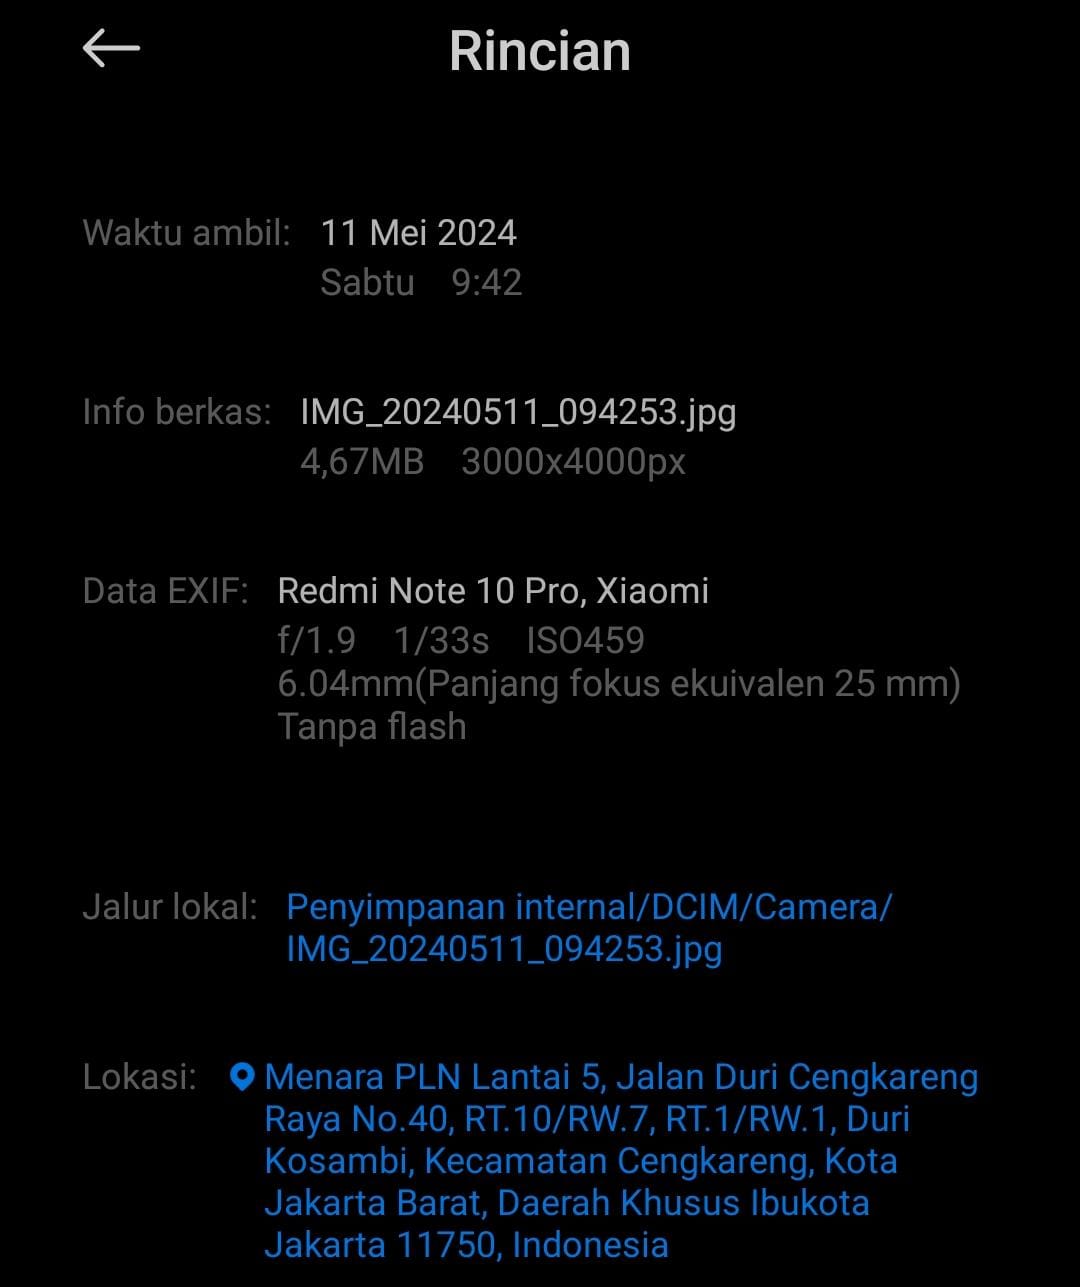 Rincian
Waktu ambil: 11 Mei 2024
Sabtu 9:42
Info berkas: IMG_20240511_094253.jpg
4,67MB 3000x4000px
Data EXIF: Redmi Note 10 Pro, Xiaomi
f/1.9 1/33s ISO459
6.04mm(Panjang fokus ekuivalen 25 mm)
Tanpa flash
Jalur lokal: Penyimpanan internal/DCIM/Camera/
IMG_20240511_094253.jpg
Lokasi: Menara PLN Lantai 5, Jalan Duri Cengkareng
Raya No.40, RT.10/RW.7, RT.1/RW.1, Duri
Kosambi, Kecamatan Cengkareng, Kota
Jakarta Barat, Daerah Khusus Ibukota
Jakarta 11750, Indonesia